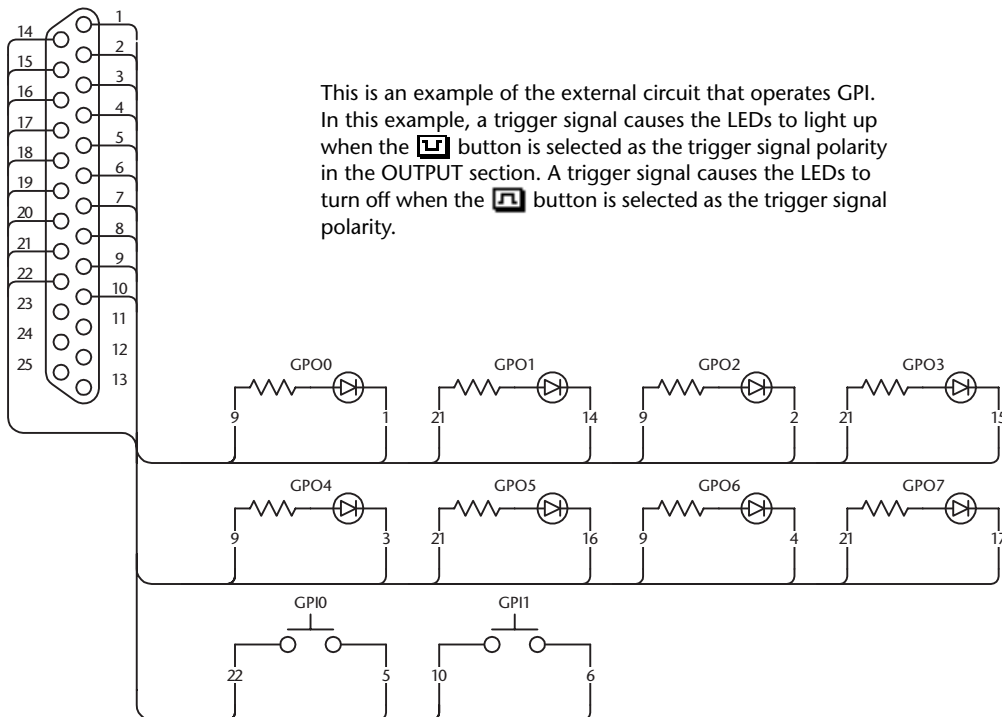 1
14
2
15
3
16
4
17
5
18
6
19
7
20
8
21
9
22
10
23
11
24
12
25
13
This is an example of the external circuit that operates GPI.
In this example, a trigger signal causes the LEDs to light up
when the button is selected as the trigger signal polarity
in the OUTPUT section. A trigger signal causes the LEDs to
turn off when the button is selected as the trigger signal
polarity.
GPO0 GPO1 GPO2 GPO3
9 1 21 14 9 2 21 15
GPO4 GPO5 GPO6 GPO7
9 3 21 16 9 4 21 17
GPI0 GPI1
22 5 10 6